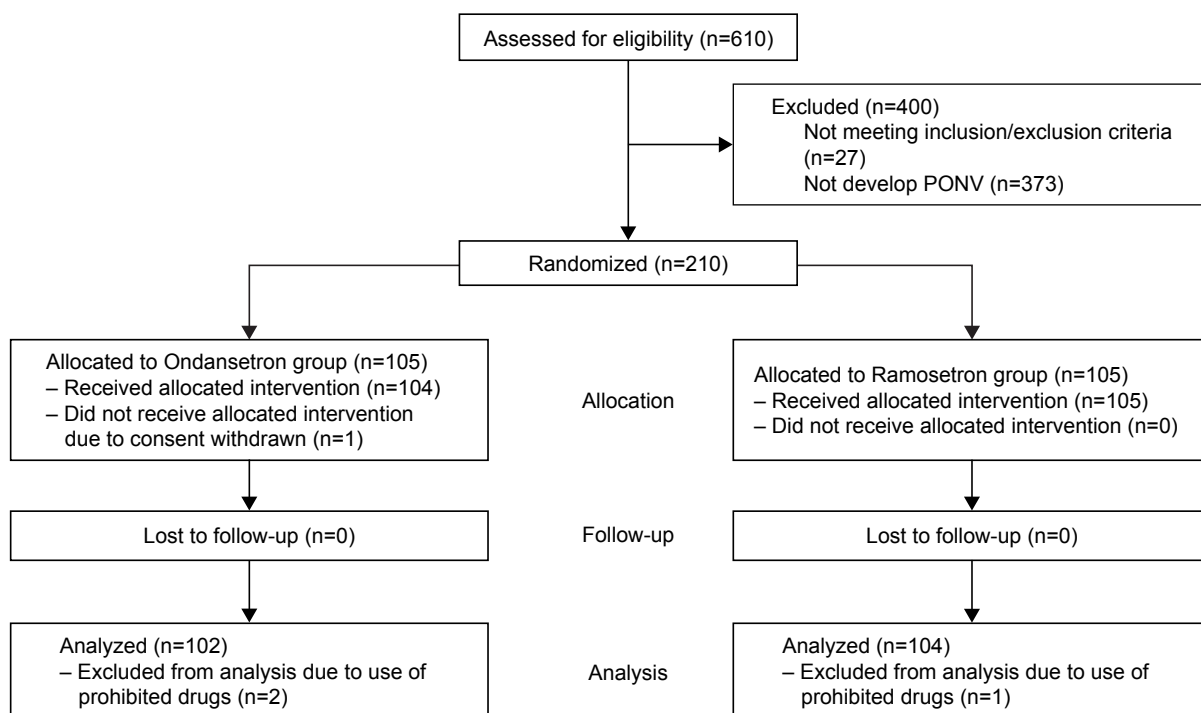 Assessed for eligibility (n=610)
Excluded (n=400)
Not meeting inclusion/exclusion criteria
(n=27)
Not develop PONV (n=373)
Randomized (n=210)
Allocated to Ondansetron group (n=105)
– Received allocated intervention (n=104)
– Did not receive allocated intervention
due to consent withdrawn (n=1)
Allocation
Allocated to Ramosetron group (n=105)
– Received allocated intervention (n=105)
– Did not receive allocated intervention (n=0)
Lost to follow-up (n=0)
Follow-up
Lost to follow-up (n=0)
Analyzed (n=102)
– Excluded from analysis due to use of
prohibited drugs (n=2)
Analysis
Analyzed (n=104)
– Excluded from analysis due to use of
prohibited drugs (n=1)